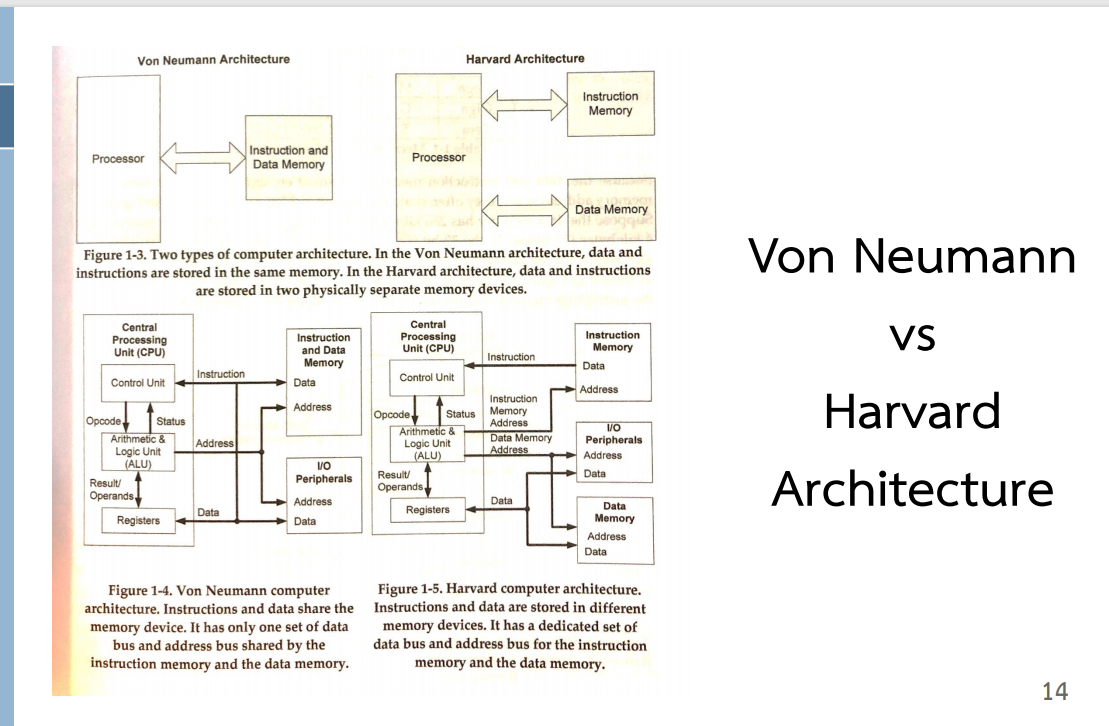 Von Neumann Architecture
Processor
Instruction and
Data Memory
Harvard Architecture
Processor
Instruction
Memory
Data Memory
Figure 1-3. Two types of computer architecture. In the Von Neumann architecture, data and
instructions are stored in the same memory. In the Harvard architecture, data and instructions
are stored in two physically separate memory devices.
Central
Processing
Unit (CPU)
Control Unit
Opcode
Status
Arithmetic &
Logic Unit
(ALU)
Result/
Operands
Registers
Instruction
Address
Data
Instruction
and Data
Memory
Data
Address
I/O
Peripherals
Address
Data
Central
Processing
Unit (CPU)
Control Unit
Opcode
Status
Arithmetic &
Logic Unit
(ALU)
Result/
Operands
Registers
Instruction
Instruction
Memory
Address
Data Memory
Address
Data
Instruction
Memory
Data
Address
I/O
Peripherals
Address
Data
Data
Memory
Address
Data
Figure 1-4. Von Neumann computer
architecture. Instructions and data share the
memory device. It has only one set of data
bus and address bus shared by the
instruction memory and the data memory.
Figure 1-5. Harvard computer architecture.
Instructions and data are stored in different
memory devices. It has a dedicated set of
data bus and address bus for the instruction
memory and the data memory.
Von Neumann
vs
Harvard
Architecture
14